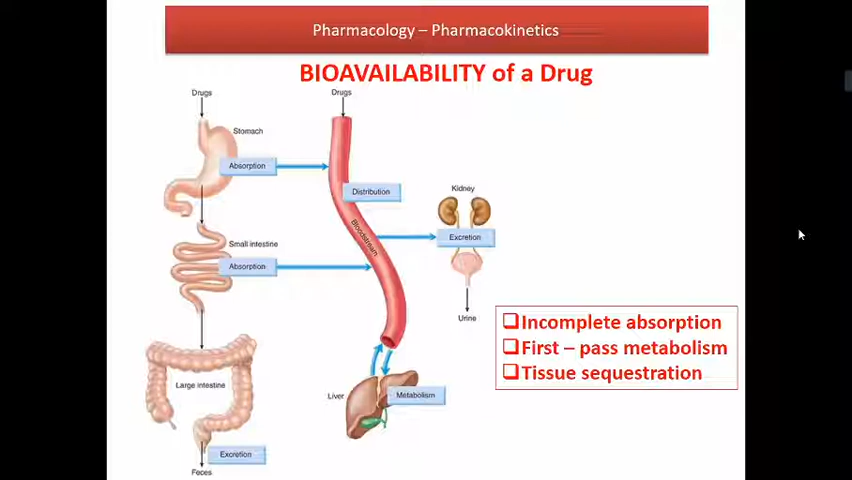 Pharmacology – Pharmacokinetics
BIOAVAILABILITY of a Drug
Drugs
Drugs
Stomach
Absorption
Distribution
Kidney
Bloodstream
Excretion
Small intestine
Absorption
Urine
❑Incomplete absorption
❑First – pass metabolism
❑Tissue sequestration
Large intestine
Liver
Metabolism
Excretion
Feces